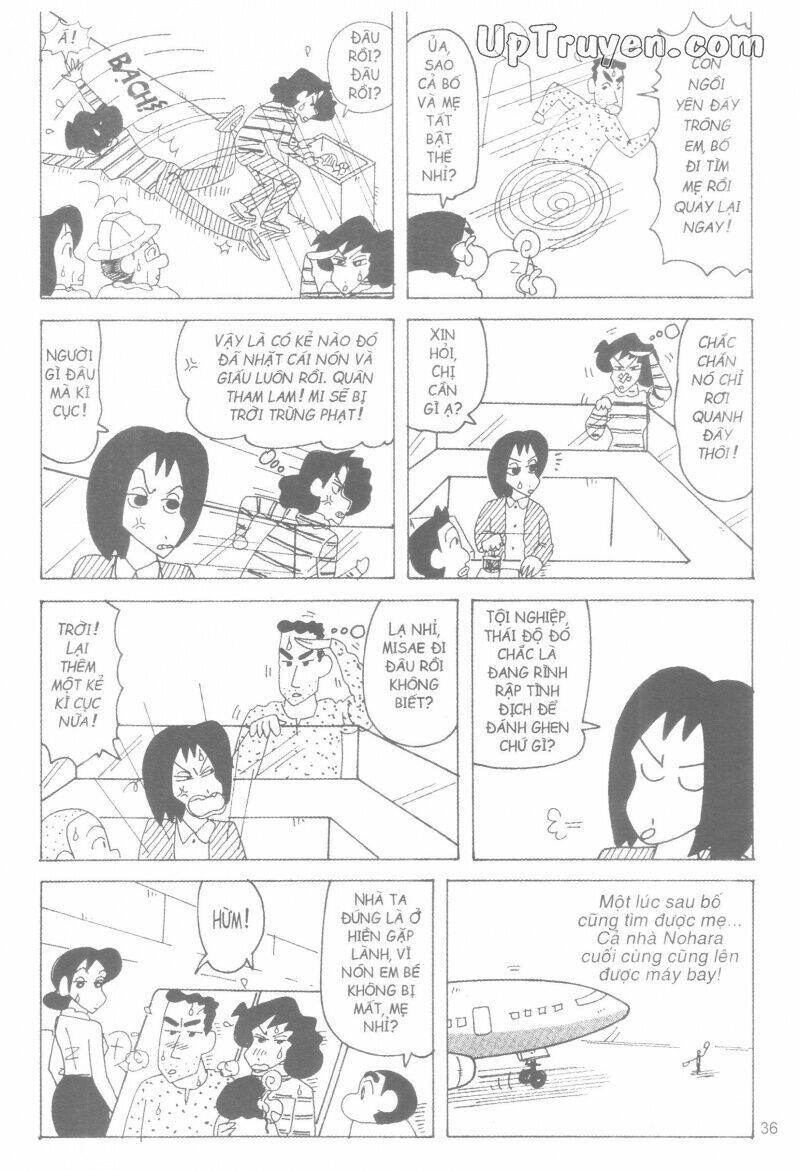 UpTruyen.com
CON
NGỒI
YÊN ĐẤY
TRÔNG
EM, BỐ
ĐI TÌM
MẸ RỒI
QUAY LẠI
NGAY!
ỦA,
SAO
CẢ BỐ
VÀ MẸ
TẤT
BẬT
THẾ
NHỈ?
ĐÂU
RỒI?
ĐÂU
RỒI?
Á!
BẠCH
CHẮC
CHẮN
NÓ CHỈ
RƠI
QUANH
ĐÂY
THÔI!
XIN
HỎI,
CHỊ
CẦN
GÌ Ạ?
VẬY LÀ CÓ KẺ NÀO ĐÓ
ĐÃ NHẶT CÁI NÓN VÀ
GIẤU LUÔN RỒI. QUÂN
THAM LAM! MI SẼ BỊ
TRỜI TRỪNG PHẠT!
NGƯỜI
GÌ ĐÂU
MÀ KÌ
CỤC!
TỘI NGHIỆP,
THÁI ĐỘ ĐÓ
CHẮC LÀ
ĐANG RÌNH
RẬP TÌNH
ĐỊCH ĐỂ
ĐÁNH GHEN
CHỨ GÌ?
LẠ NHỈ,
MISAE ĐI
ĐÂU RỒI
KHÔNG
BIẾT?
TRỜI!
LẠI
THÊM
MỘT KẺ
KÌ CỤC
NỮA!
Một lúc sau bố
cũng tìm được mẹ...
Cả nhà Nohara
cuối cùng cũng lên
được máy bay!
NHÀ TA
ĐÚNG LÀ Ở
HIỀN GẶP
LÀNH, VÌ
NÓN EM BÉ
KHÔNG BỊ
MẤT, MẸ
NHỈ?
HỪM!
36